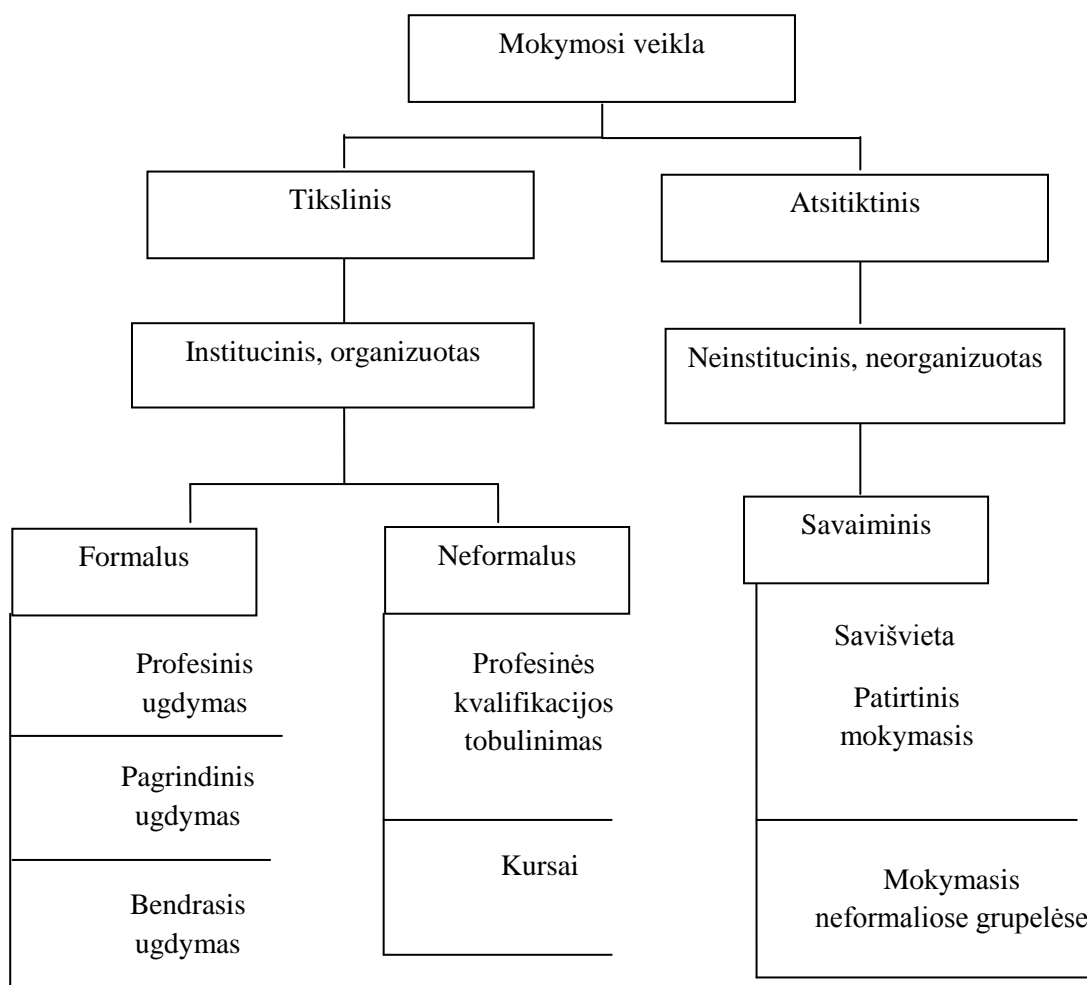 Mokymosi veikla
Tikslinis
Atsitiktinis
Institucinis, organizuotas
Neinstitucinis, neorganizuotas
Formalus
Neformalus
Savaiminis
Profesinis
ugdymas
Pagrindinis
ugdymas
Bendrasis
ugdymas
Profesinės
kvalifikacijos
tobulinimas
Kursai
Savišvieta
Patirtinis
mokymasis
Mokymasis
neformaliose grupelėse